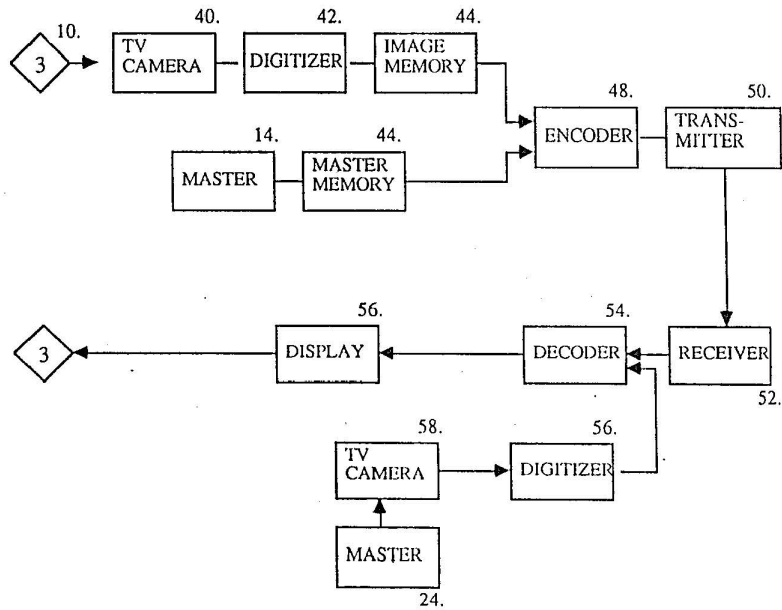 10.
3
40.
TV
CAMERA
42.
DIGITIZER
44.
IMAGE
MEMORY
48.
ENCODER
50.
TRANS-
MITTER
14.
MASTER
44.
MASTER
MEMORY
3
56.
DISPLAY
54.
DECODER
RECEIVER
52.
58.
TV
CAMERA
56.
DIGITIZER
MASTER
24.